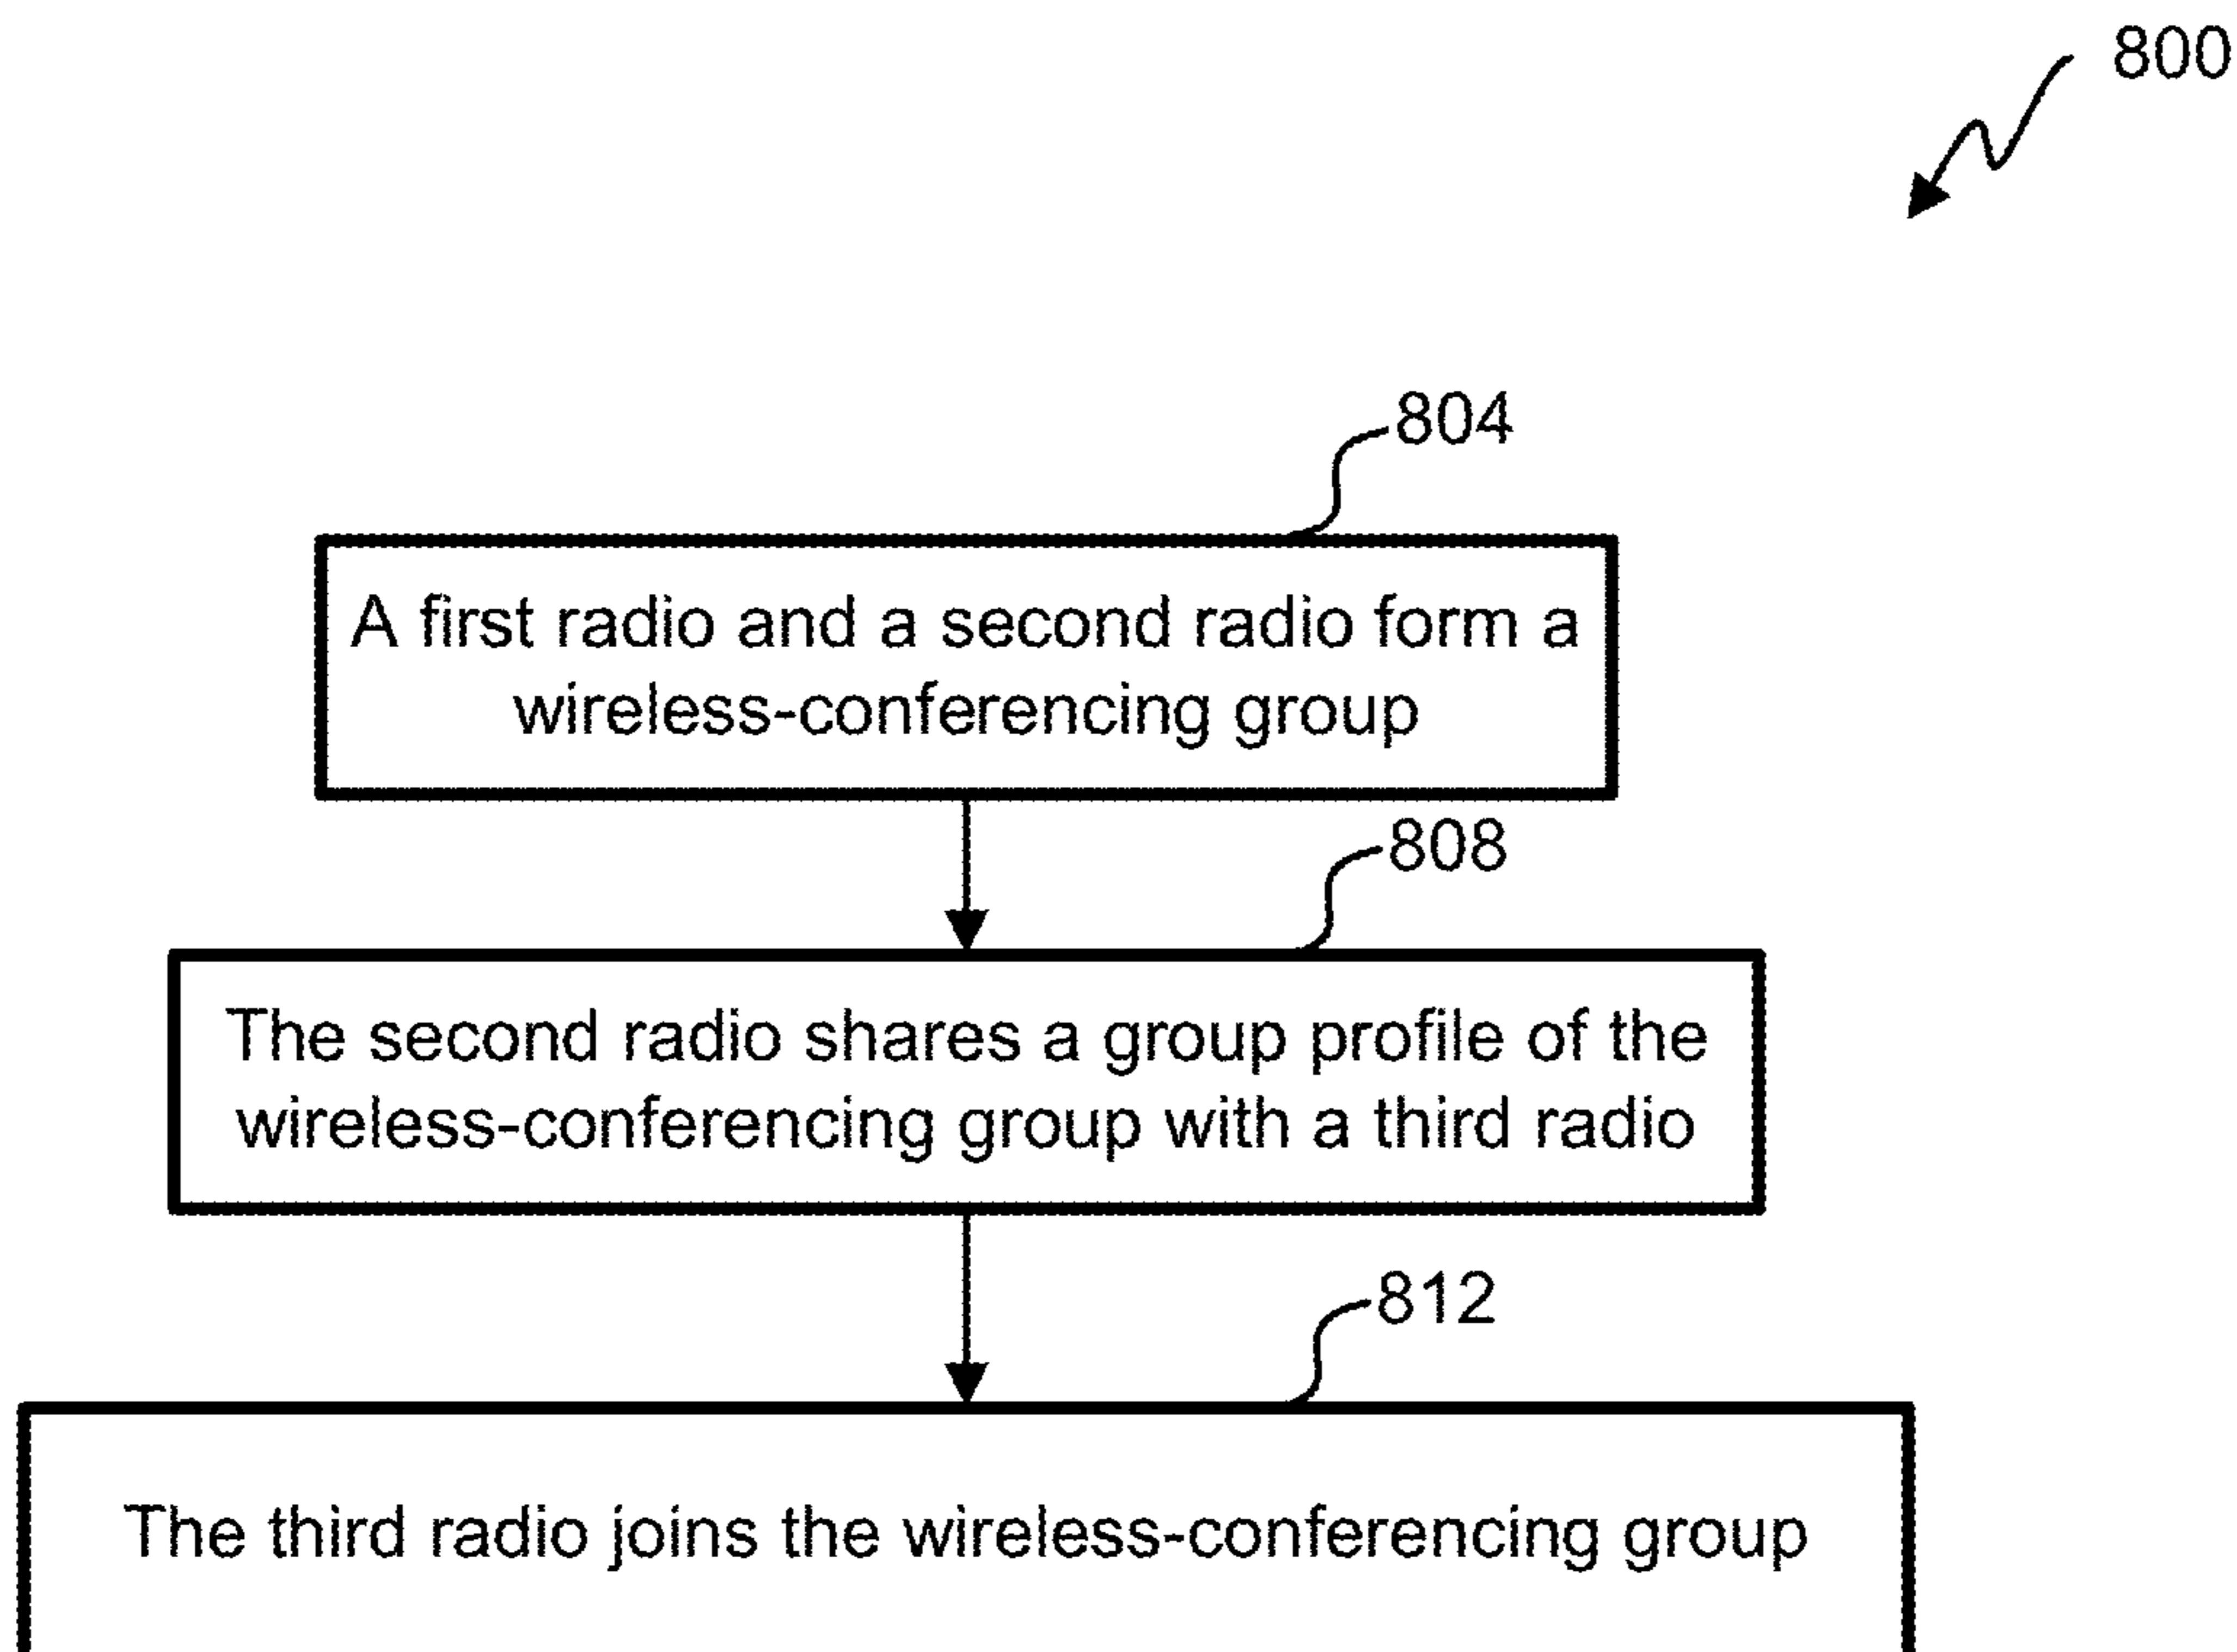 800
804
A first radio and a second radio form a
wireless-conferencing group
808
The second radio shares a group profile of the
wireless-conferencing group with a third radio
812
The third radio joins the wireless-conferencing group